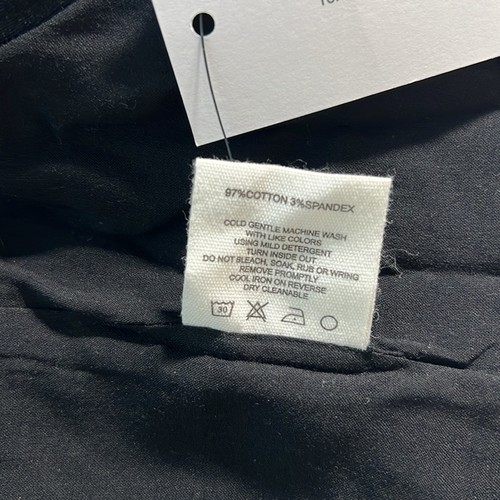 97%COTTON 3%SPANDEX
COLD GENTLE MACHINE WASH
WITH LIKE COLORS
USING MILD DETERGENT
TURN INSIDE OUT
DO NOT BLEACH, SOAK, RUB OR WRING
REMOVE PROMPTLY
COOL IRON ON REVERSE
DRY CLEANABLE
30